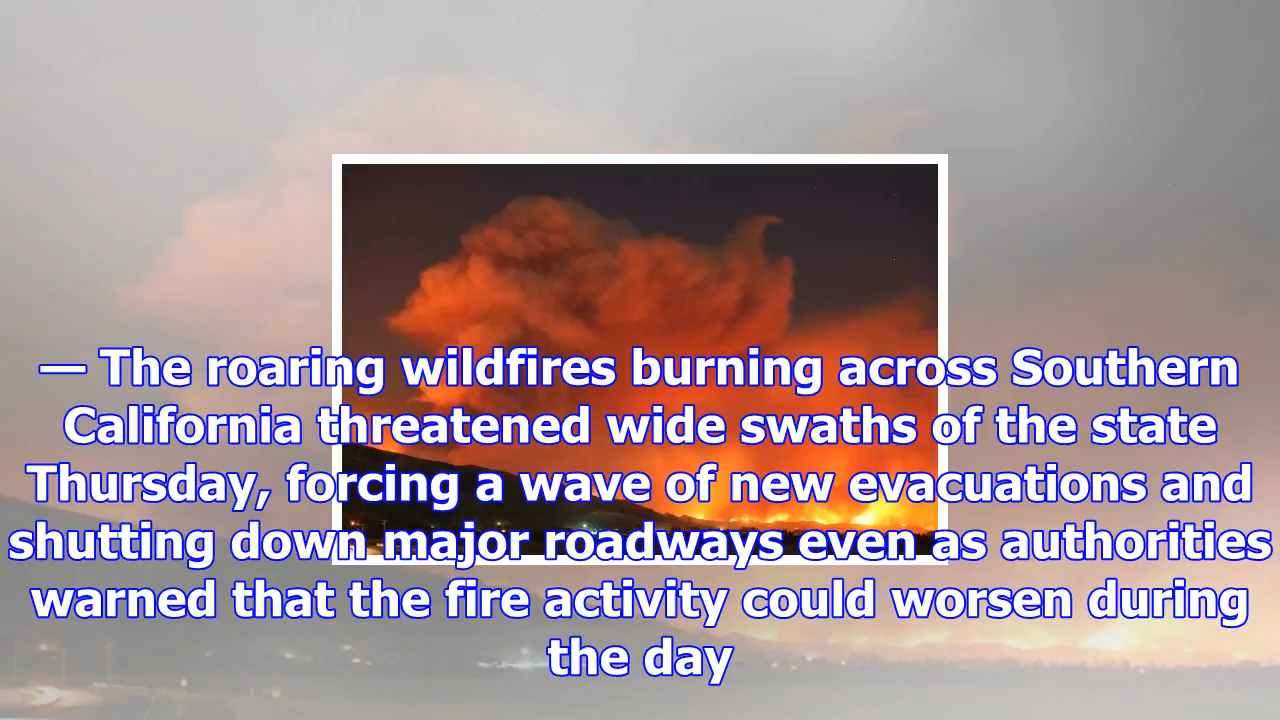 — The roaring wildfires burning across Southern
California threatened wide swaths of the state
Thursday, forcing a wave of new evacuations and
shutting down major roadways even as authorities
warned that the fire activity could worsen during
the day